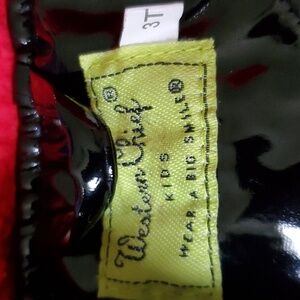 3T
Western Chief®
KIDS
WEAR A BIG SMILE®